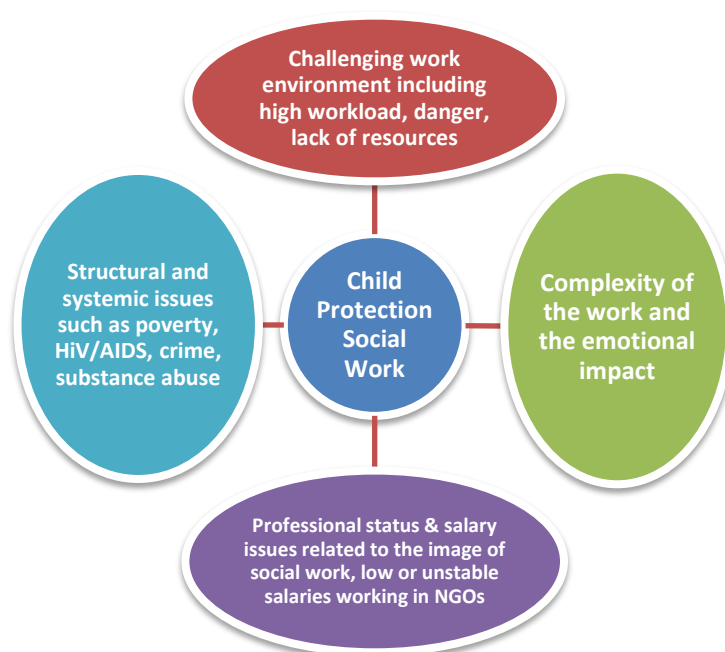 Challenging work
environment including
high workload, danger,
lack of resources
Structural and
systemic issues
such as poverty,
HiV/AIDS, crime,
substance abuse
Child
Protection
Social
Work
Complexity of
the work and
the emotional
impact
Professional status & salary
issues related to the image of
social work, low or unstable
salaries working in NGOs